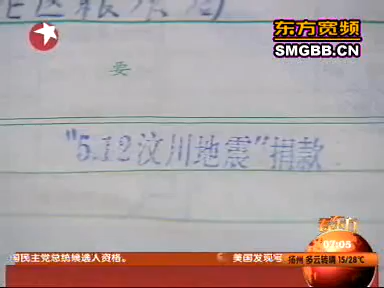 东方宽频
SMGBB.CN
要
"5.12汶川地震"捐款
07:05
国民主党总统候选人资格。
美国发现写
扬州 多云转晴 15/28℃